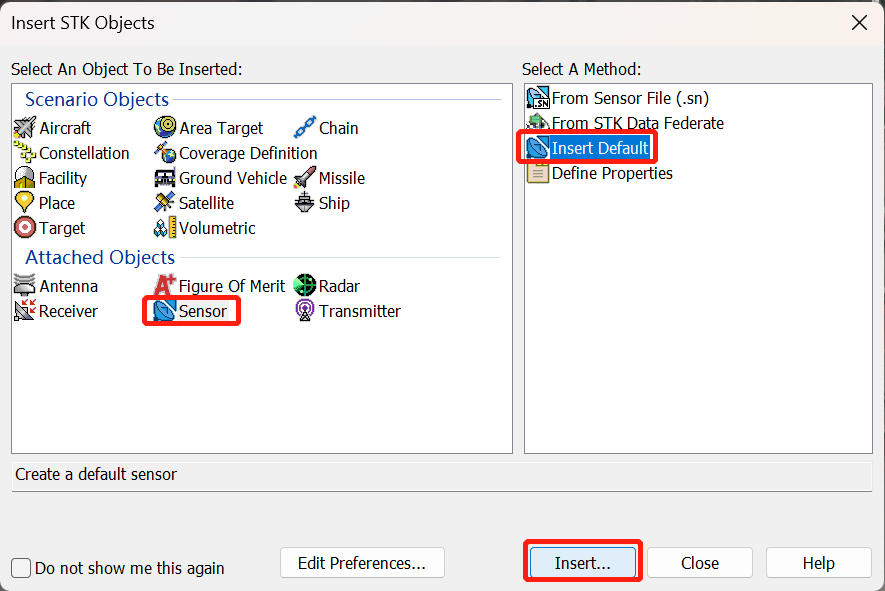 Insert STK Objects
Select An Object To Be Inserted:
Scenario Objects
Aircraft Area Target Chain
Constellation Coverage Definition
Facility Ground Vehicle Missile
Place Satellite Ship
Target Volumetric
Attached Objects
Antenna Figure Of Merit Radar
Receiver Sensor Transmitter
Select A Method:
From Sensor File (.sn)
From STK Data Federate
Insert Default
Define Properties
Create a default sensor
Do not show me this again
Edit Preferences...
Insert...
Close
Help